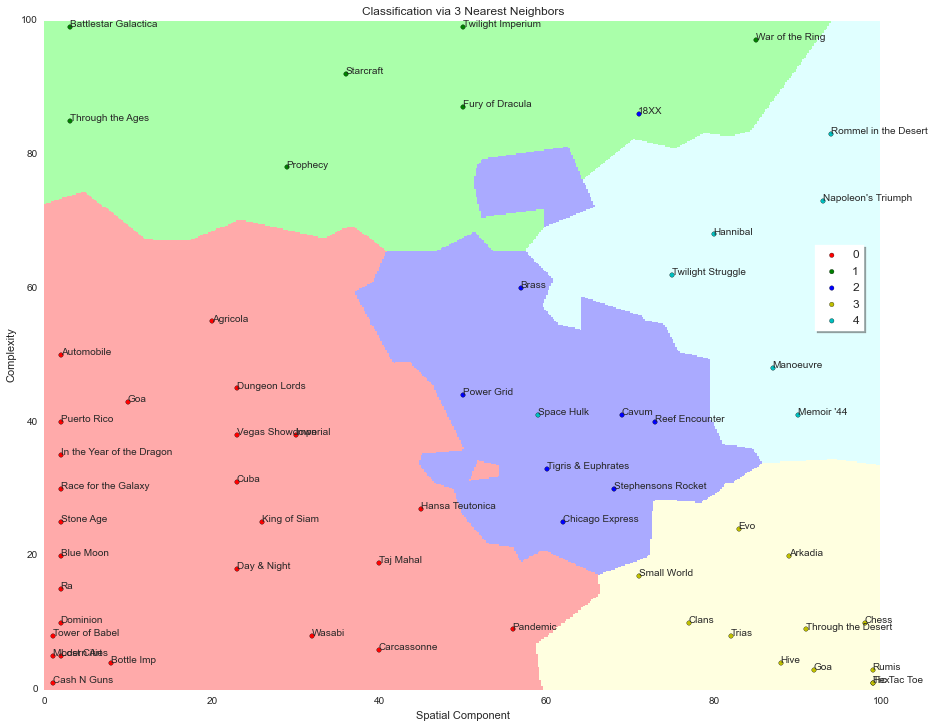 Classification via 3 Nearest Neighbors
100
Battlestar Galactica
Twilight Imperium
War of the Ring
Starcraft
Fury of Dracula
18XX
Through the Ages
Rommel in the Desert
80
Prophecy
Napoleon's Triumph
Hannibal
Twilight Struggle
0
1
2
3
4
60
Brass
Agricola
Complexity
Automobile
Manoeuvre
Dungeon Lords
Power Grid
Goa
Space Hulk
Cavum
Memoir '44
Puerto Rico
Reef Encounter
40
Vegas Showdown
Imperial
In the Year of the Dragon
Tigris & Euphrates
Cuba
Race for the Galaxy
Stephensons Rocket
Hansa Teutonica
Stone Age
King of Siam
Chicago Express
Evo
20
Blue Moon
Arkadia
Taj Mahal
Day & Night
Small World
Ra
Dominion
Clans
Chess
Tower of Babel
Wasabi
Pandemic
Trias
Through the Desert
Carcassonne
Modern Art
Lost Cities
Bottle Imp
Hive
Goa
Rumis
Cash N Guns
Hex
Tic Tac Toe
0
0
20
40
60
80
100
Spatial Component